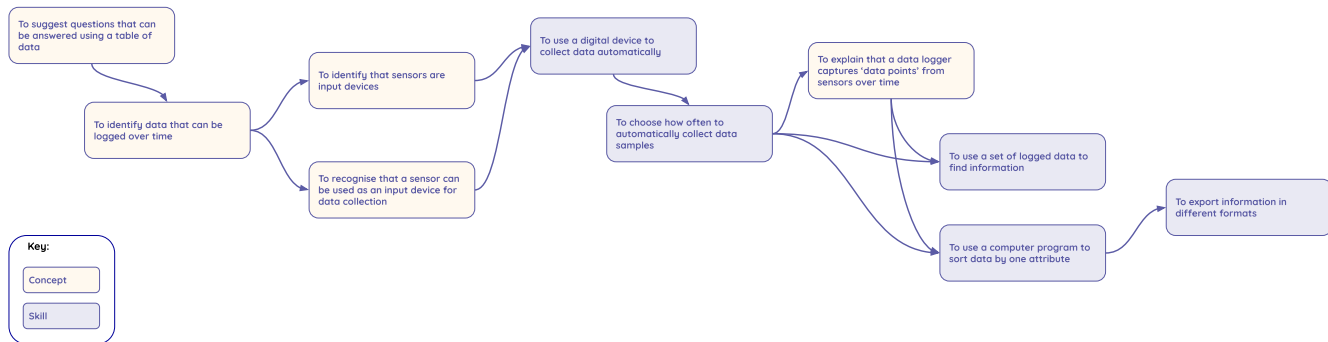 To suggest questions that can
be answered using a table of
data
To identify data that can be
logged over time
To identify that sensors are
input devices
To recognise that a sensor can
be used as an input device for
data collection
To use a digital device to
collect data automatically
To choose how often to
automatically collect data
samples
To explain that a data logger
captures ‘data points’ from
sensors over time
To use a set of logged data to
find information
To use a computer program to
sort data by one attribute
To export information in
different formats
Key:
Concept
Skill